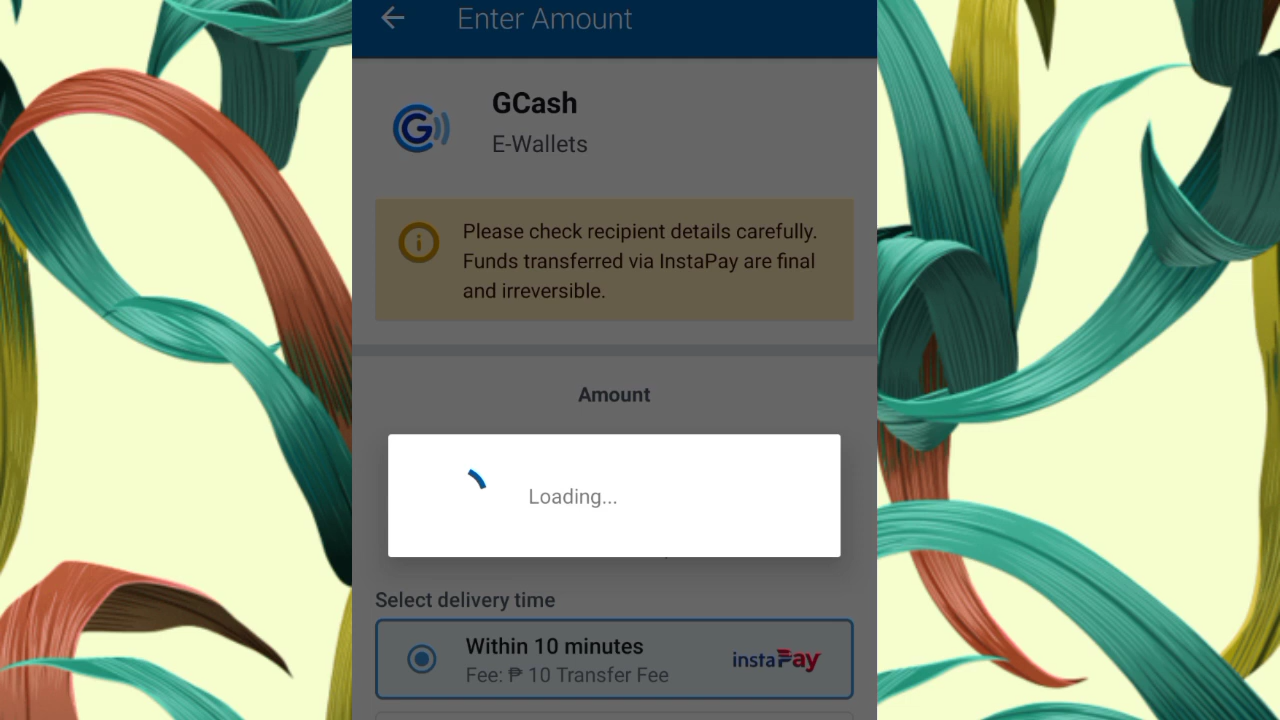 Enter Amount
GCash
E-Wallets
Please check recipient details carefully.
Funds transferred via InstaPay are final
and irreversible.
Amount
Loading...
Select delivery time
Within 10 minutes
Fee: ₱ 10 Transfer Fee
instaPay